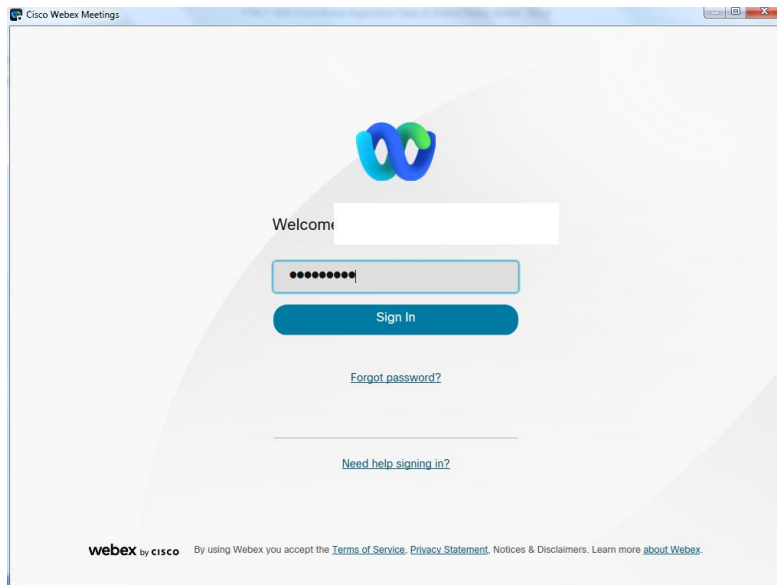 Cisco Webex Meetings
Welcome
Sign In
Forgot password?
Need help signing in?
webex by CISCO By using Webex you accept the Terms of Service, Privacy Statement, Notices & Disclaimers. Learn more about Webex.